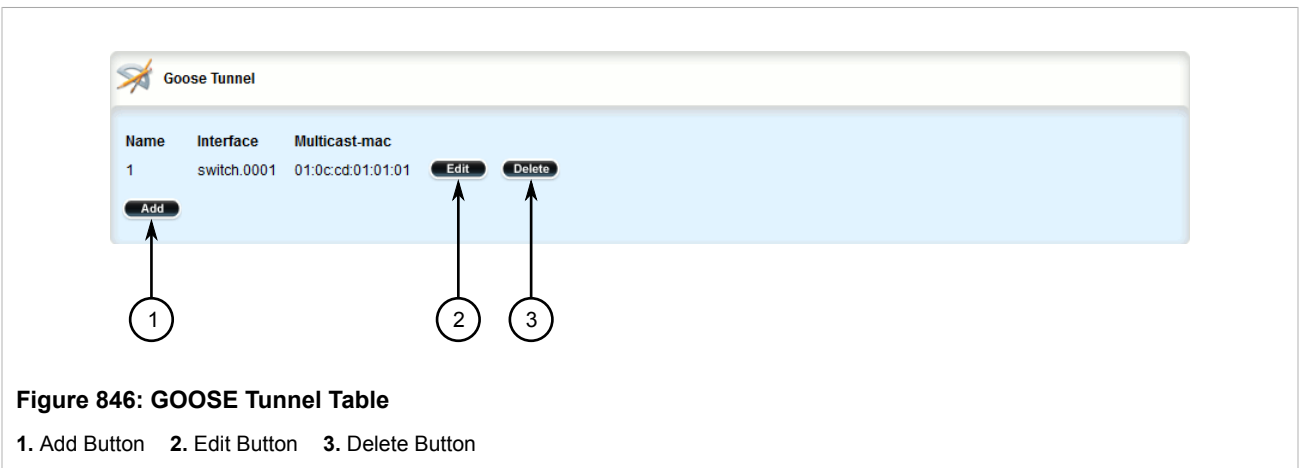 Goose Tunnel
Name Interface Multicast-mac
1 switch.0001 01:0c:cd:01:01:01 Edit Delete
Add
1 2 3
Figure 846: GOOSE Tunnel Table
1. Add Button 2. Edit Button 3. Delete Button